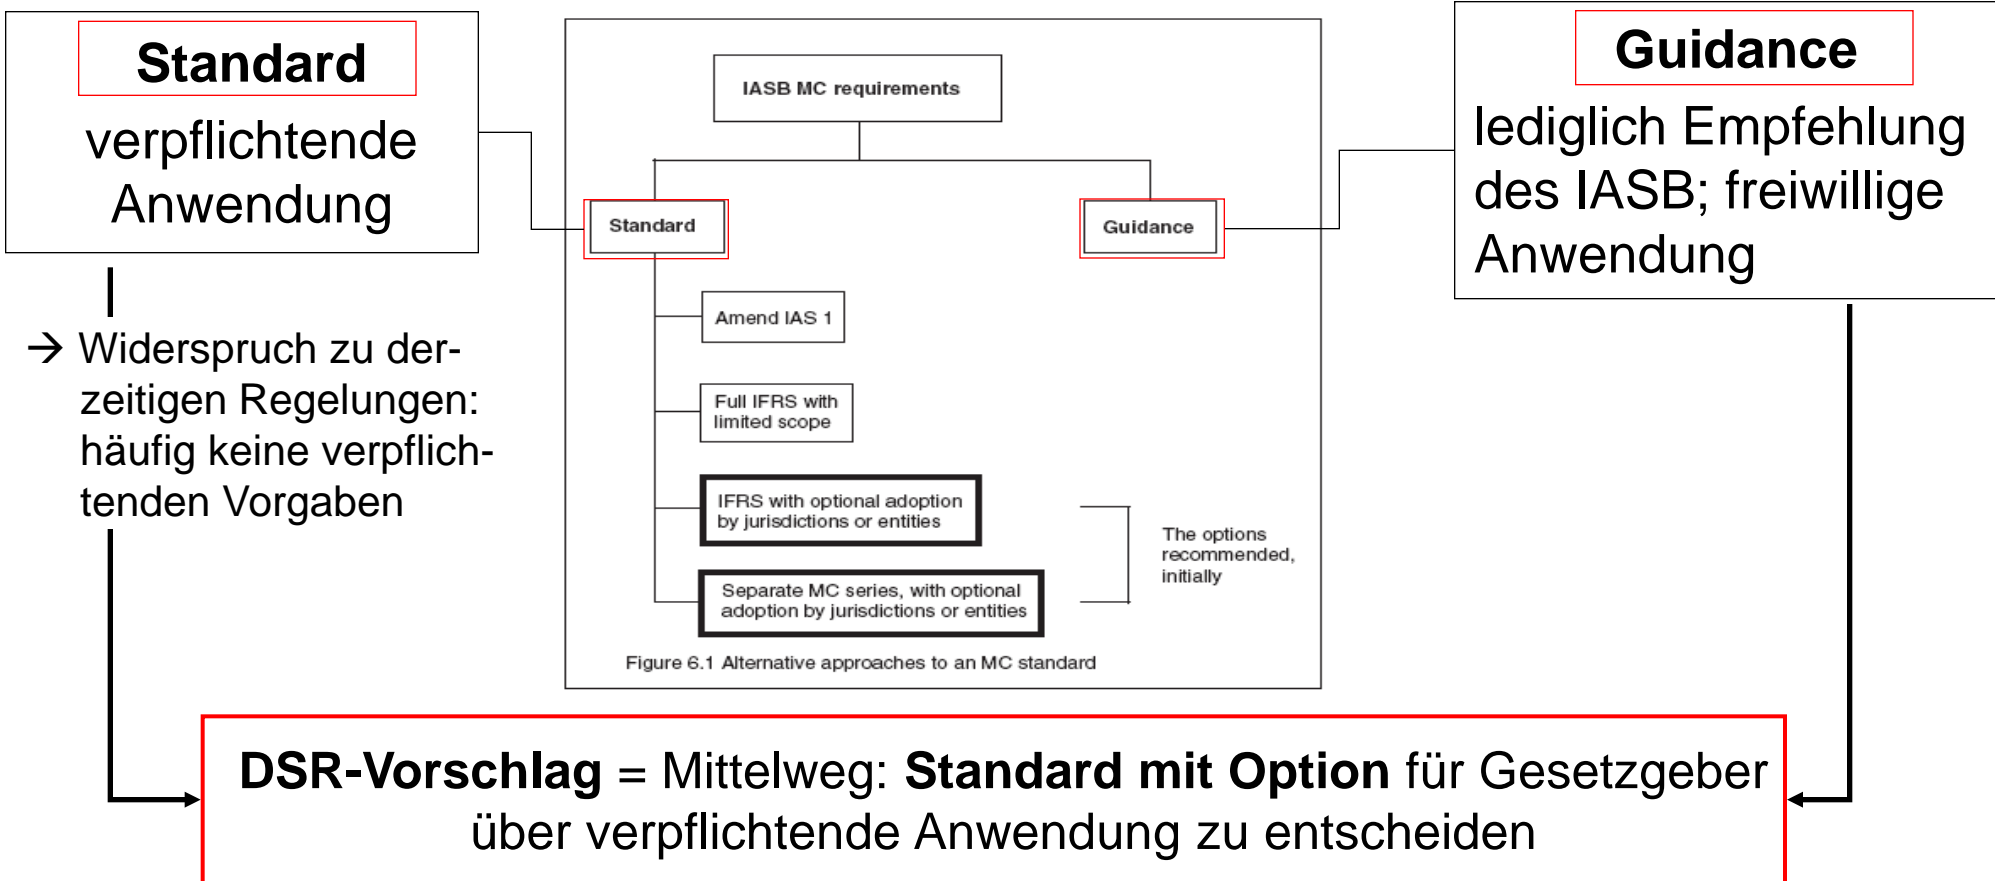 Standard
verpflichtende
Anwendung
→ Widerspruch zu der-
zeitigen Regelungen:
häufig keine verpflich-
tenden Vorgaben
IASB MC requirements
Standard
Guidance
Amend IAS 1
Full IFRS with
limited scope
IFRS with optional adoption
by jurisdictions or entities
Separate MC series, with optional
adoption by jurisdictions or entities
The options
recommended,
initially
Figure 6.1 Alternative approaches to an MC standard
Guidance
lediglich Empfehlung
des IASB; freiwillige
Anwendung
DSR-Vorschlag = Mittelweg: Standard mit Option für Gesetzgeber
über verpflichtende Anwendung zu entscheiden